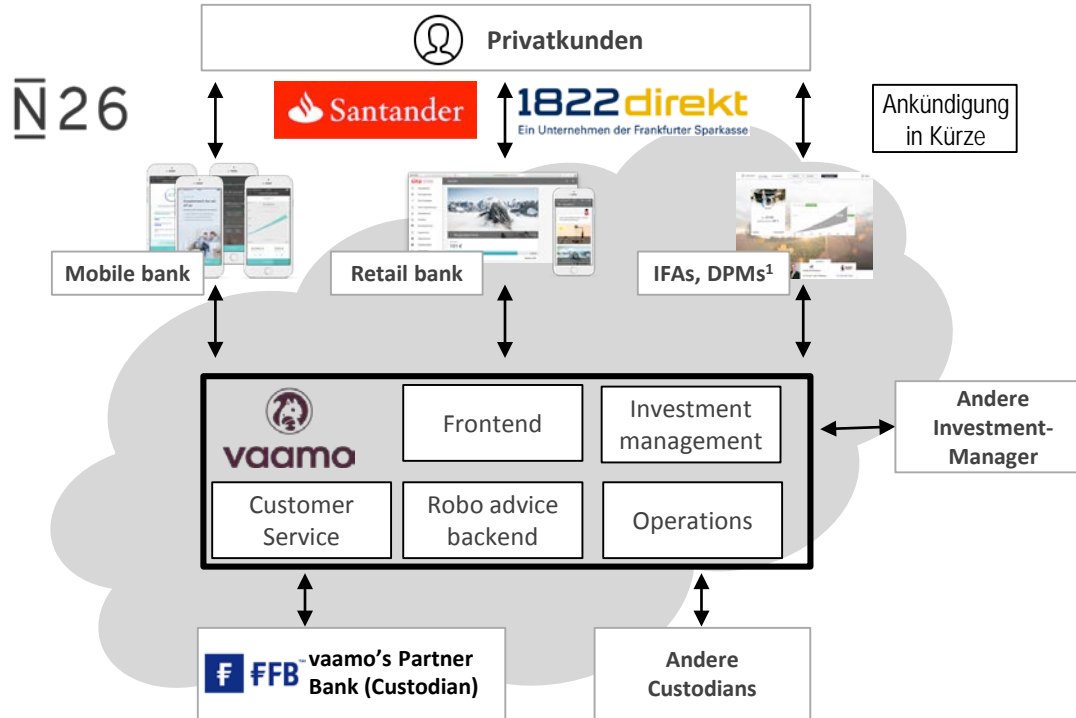 Privatkunden
N26
Santander
1822direkt
Ein Unternehmen der Frankfurter Sparkasse
Ankündigung
in Kürze
Mobile bank
Retail bank
IFAs, DPMs¹
vaamo
Frontend
Investment
management
Customer
Service
Robo advice
backend
Operations
Andere
Investment-
Manager
FFB™
vaamo's Partner
Bank (Custodian)
Andere
Custodians